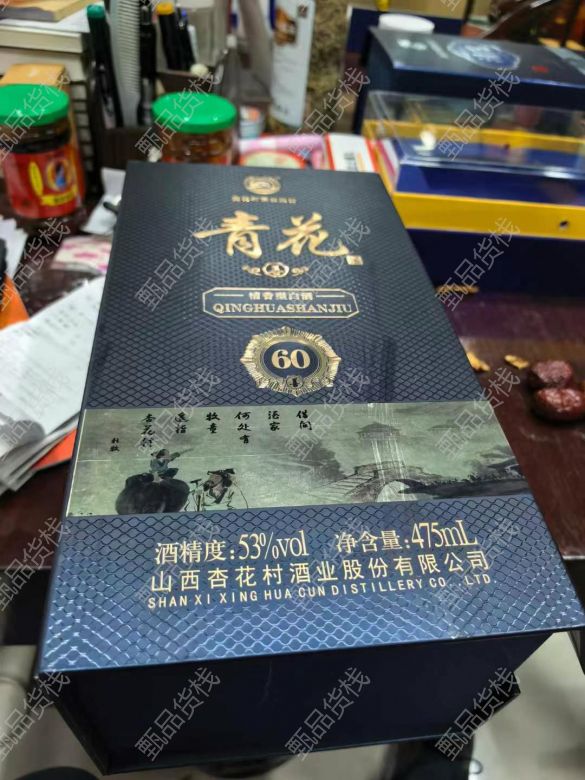 青花
清香型白酒
QINGHUASHANJIU
60
借问
酒家
何处有
牧童
遥指
杏花村
酒精度:53%vol 净含量:475mL
山西杏花村酒业股份有限公司
SHAN XI XING HUA CUN DISTILLERY CO.,LTD
甄品货栈